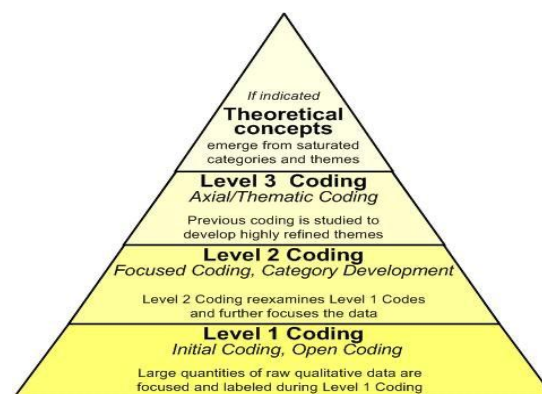 If indicated
Theoretical
concepts
emerge from saturated
categories and themes
Level 3 Coding
Axial/Thematic Coding
Previous coding is studied to
develop highly refined themes
Level 2 Coding
Focused Coding, Category Development
Level 2 Coding reexamines Level 1 Codes
and further focuses the data
Level 1 Coding
Initial Coding, Open Coding
Large quantities of raw qualitative data are
focused and labeled during Level 1 Coding